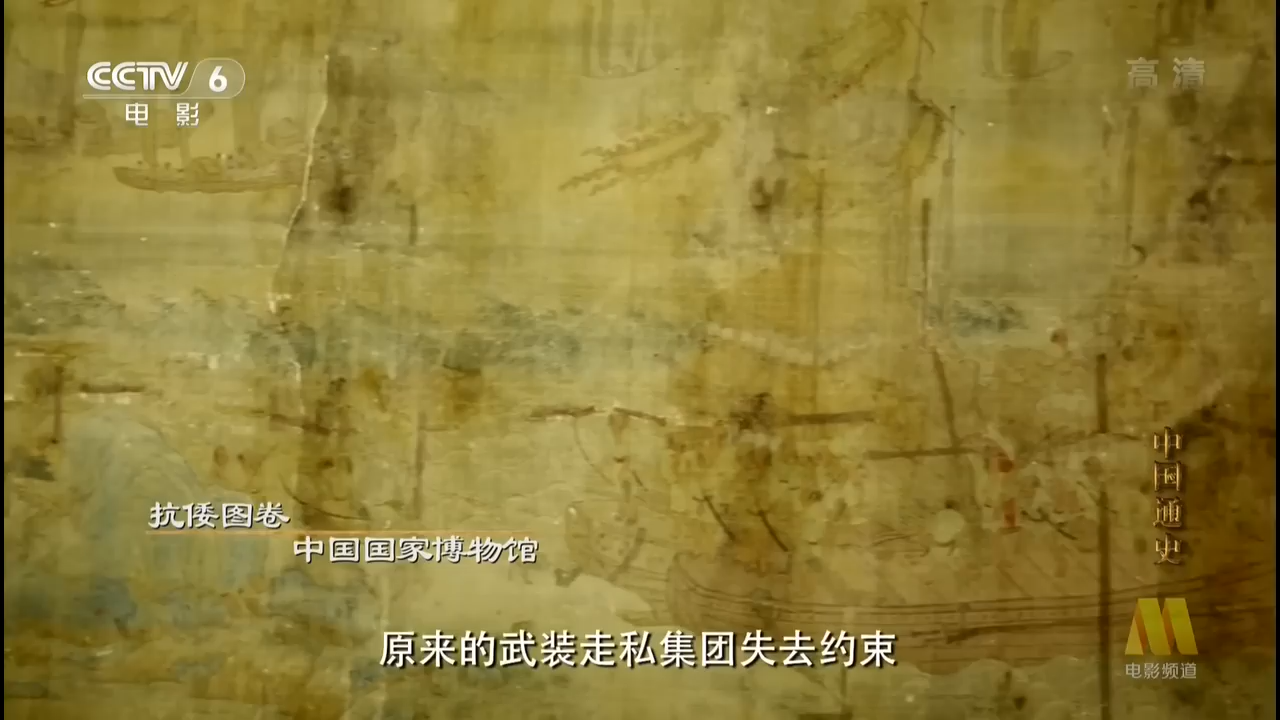 CCTV 6
电影
高清
抗倭图卷
中国国家博物馆
中国通史
电影频道
原来的武装走私集团失去约束